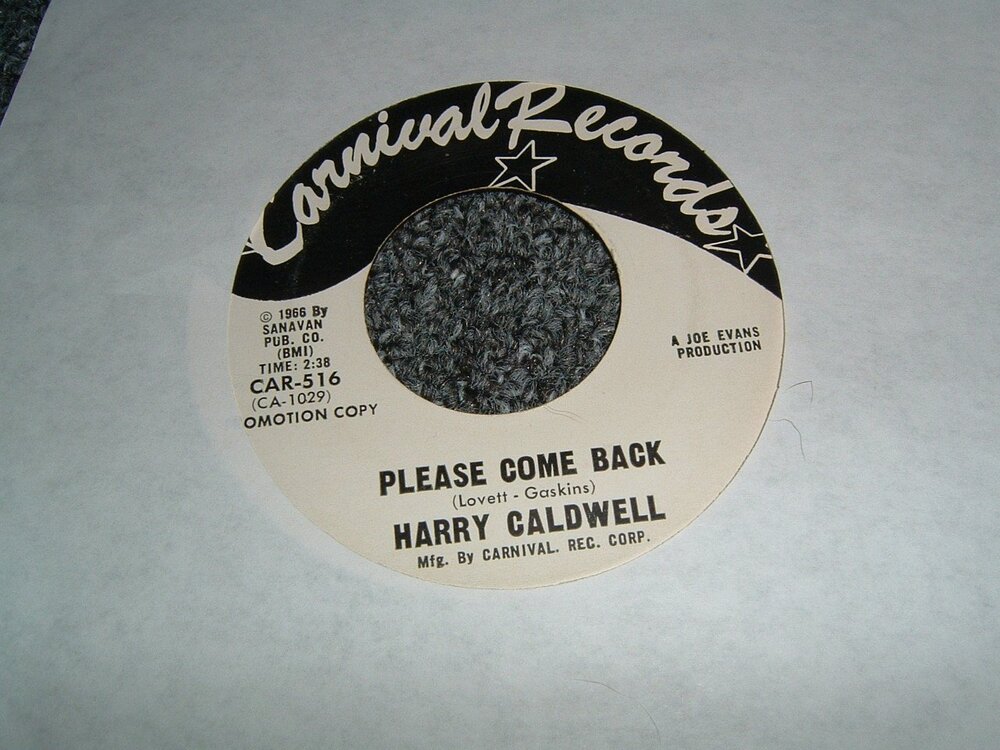 Carnival Records
© 1966 By
SANAVAN
PUB. CO.
(BMI)
TIME: 2:38
CAR-516
(CA-1029)
OMOTION COPY
A JOE EVANS
PRODUCTION
PLEASE COME BACK
(Lovett - Gaskins)
HARRY CALDWELL
Mfg. By CARNIVAL. REC. CORP.